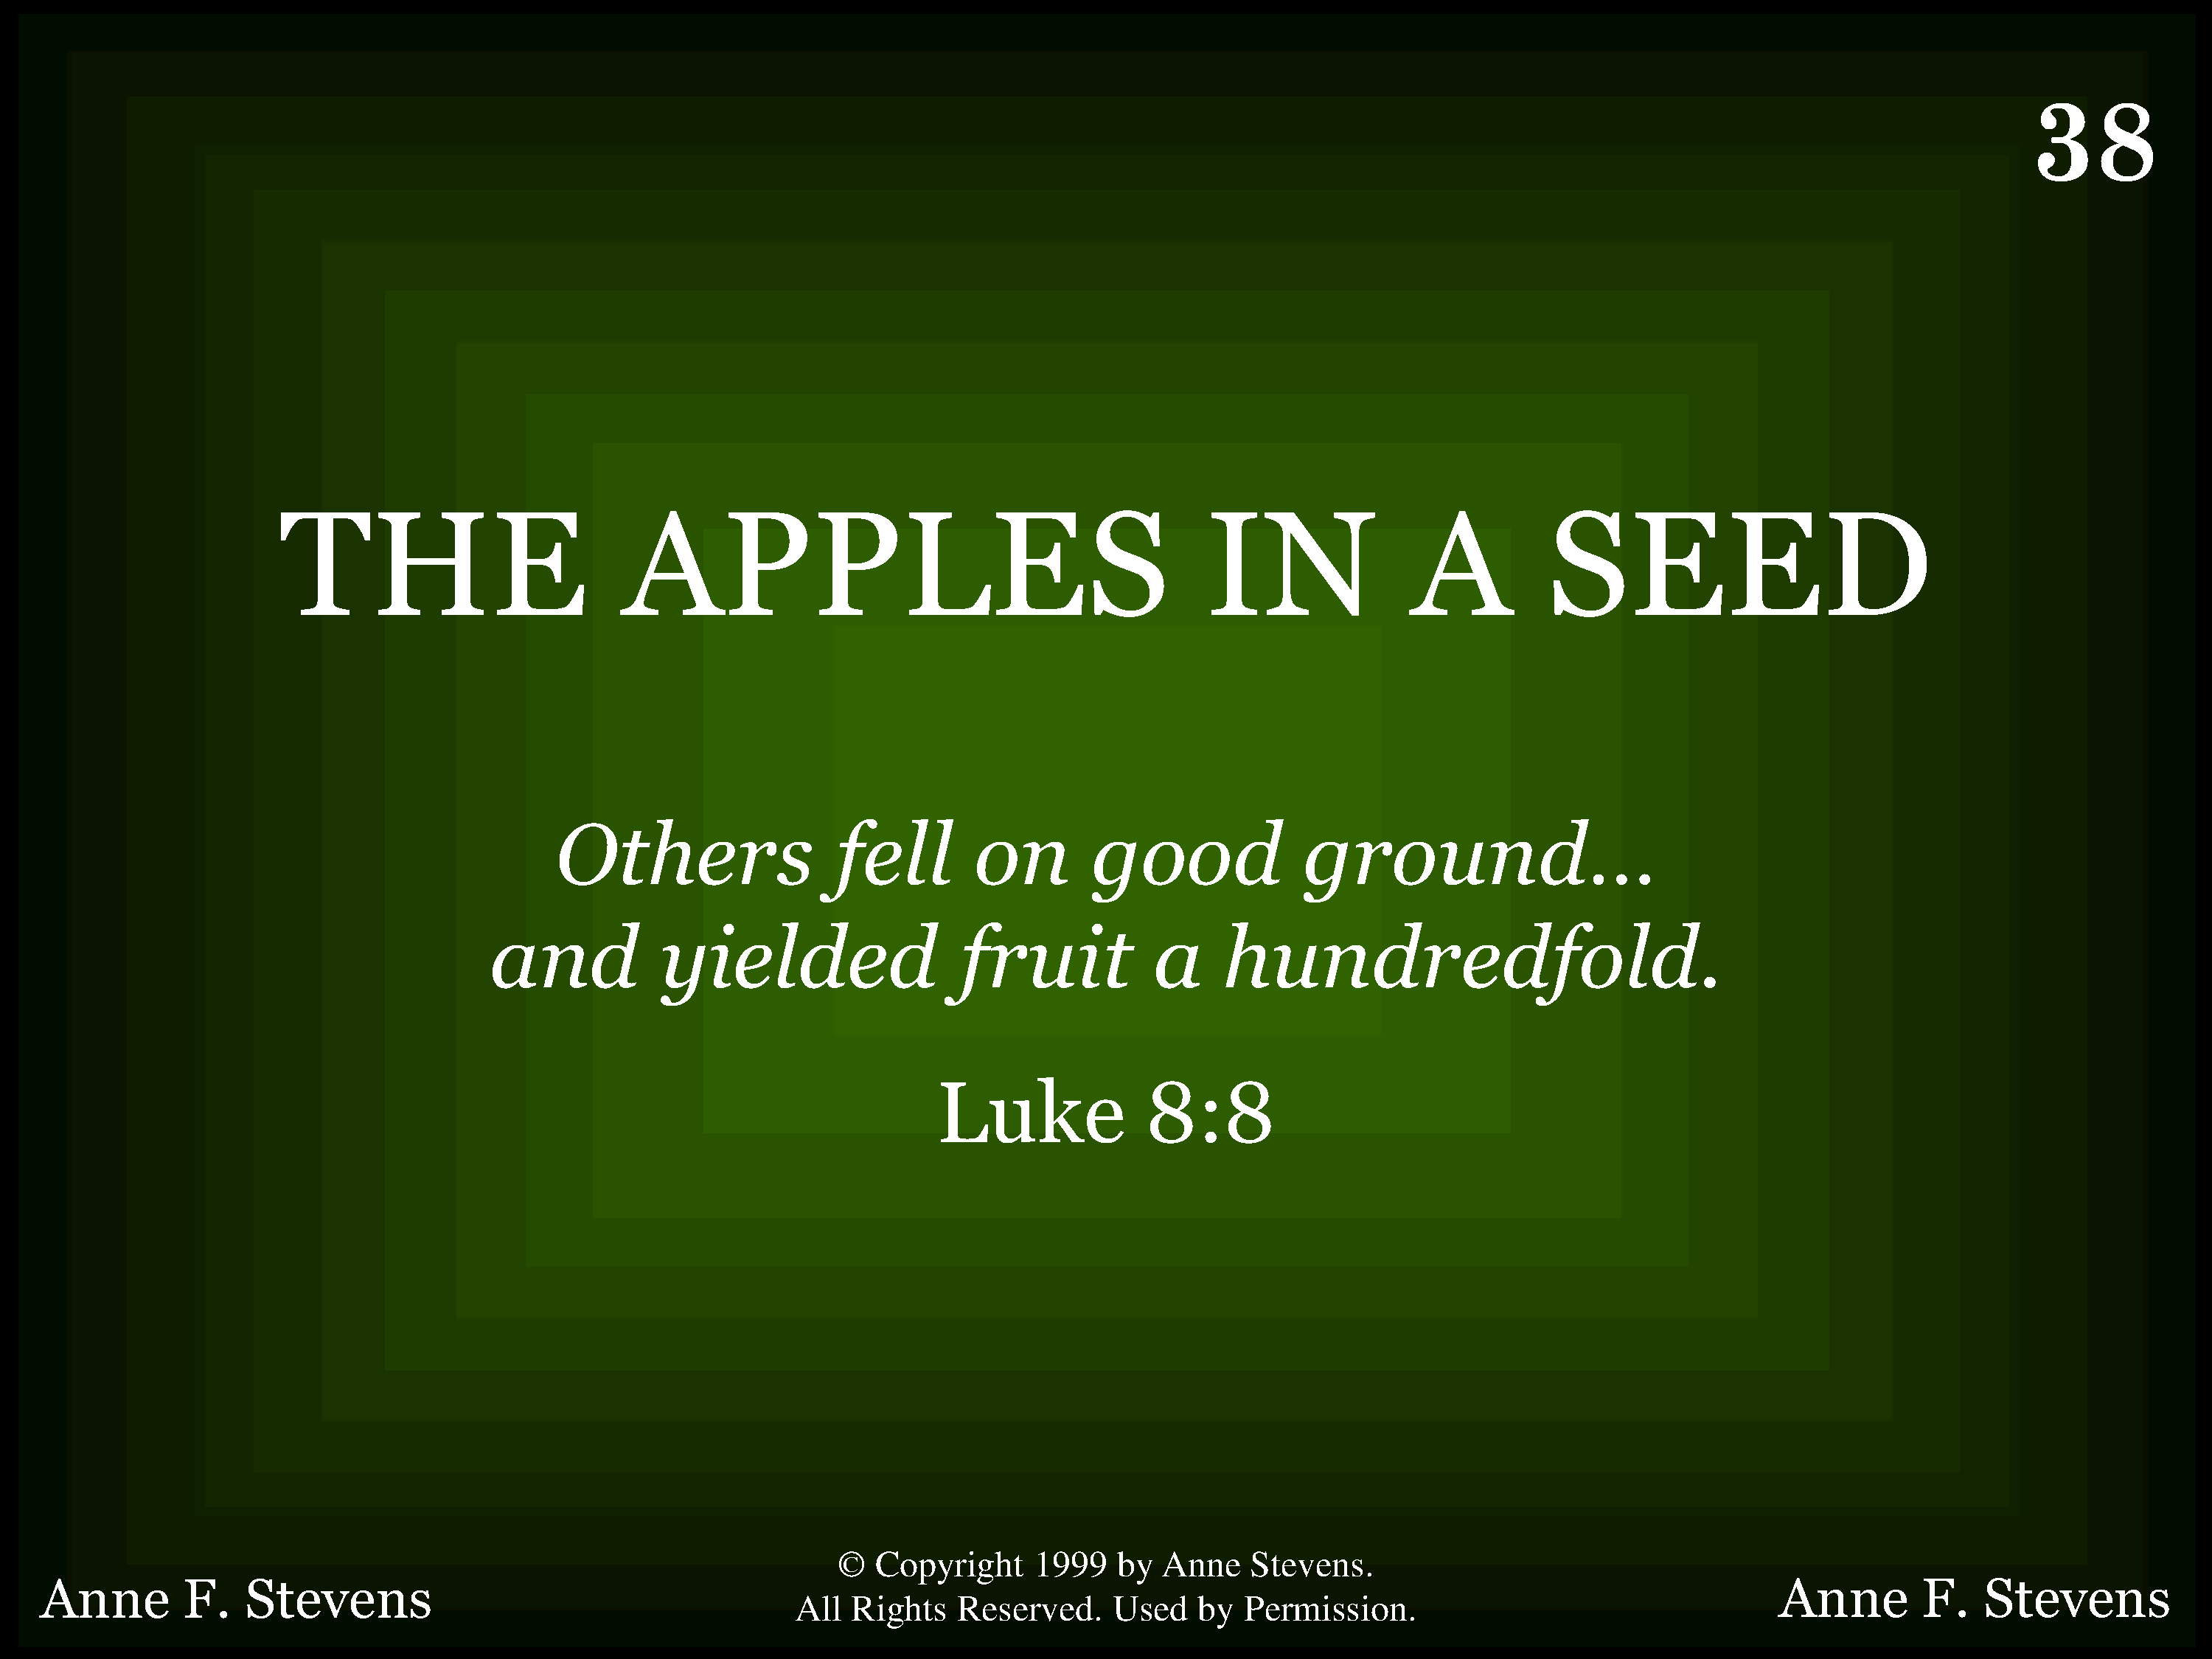 38
THE APPLES IN A SEED
Others fell on good ground...
and yielded fruit a hundredfold.
Luke 8:8
© Copyright 1999 by Anne Stevens.
All Rights Reserved. Used by Permission.
Anne F. Stevens
Anne F. Stevens